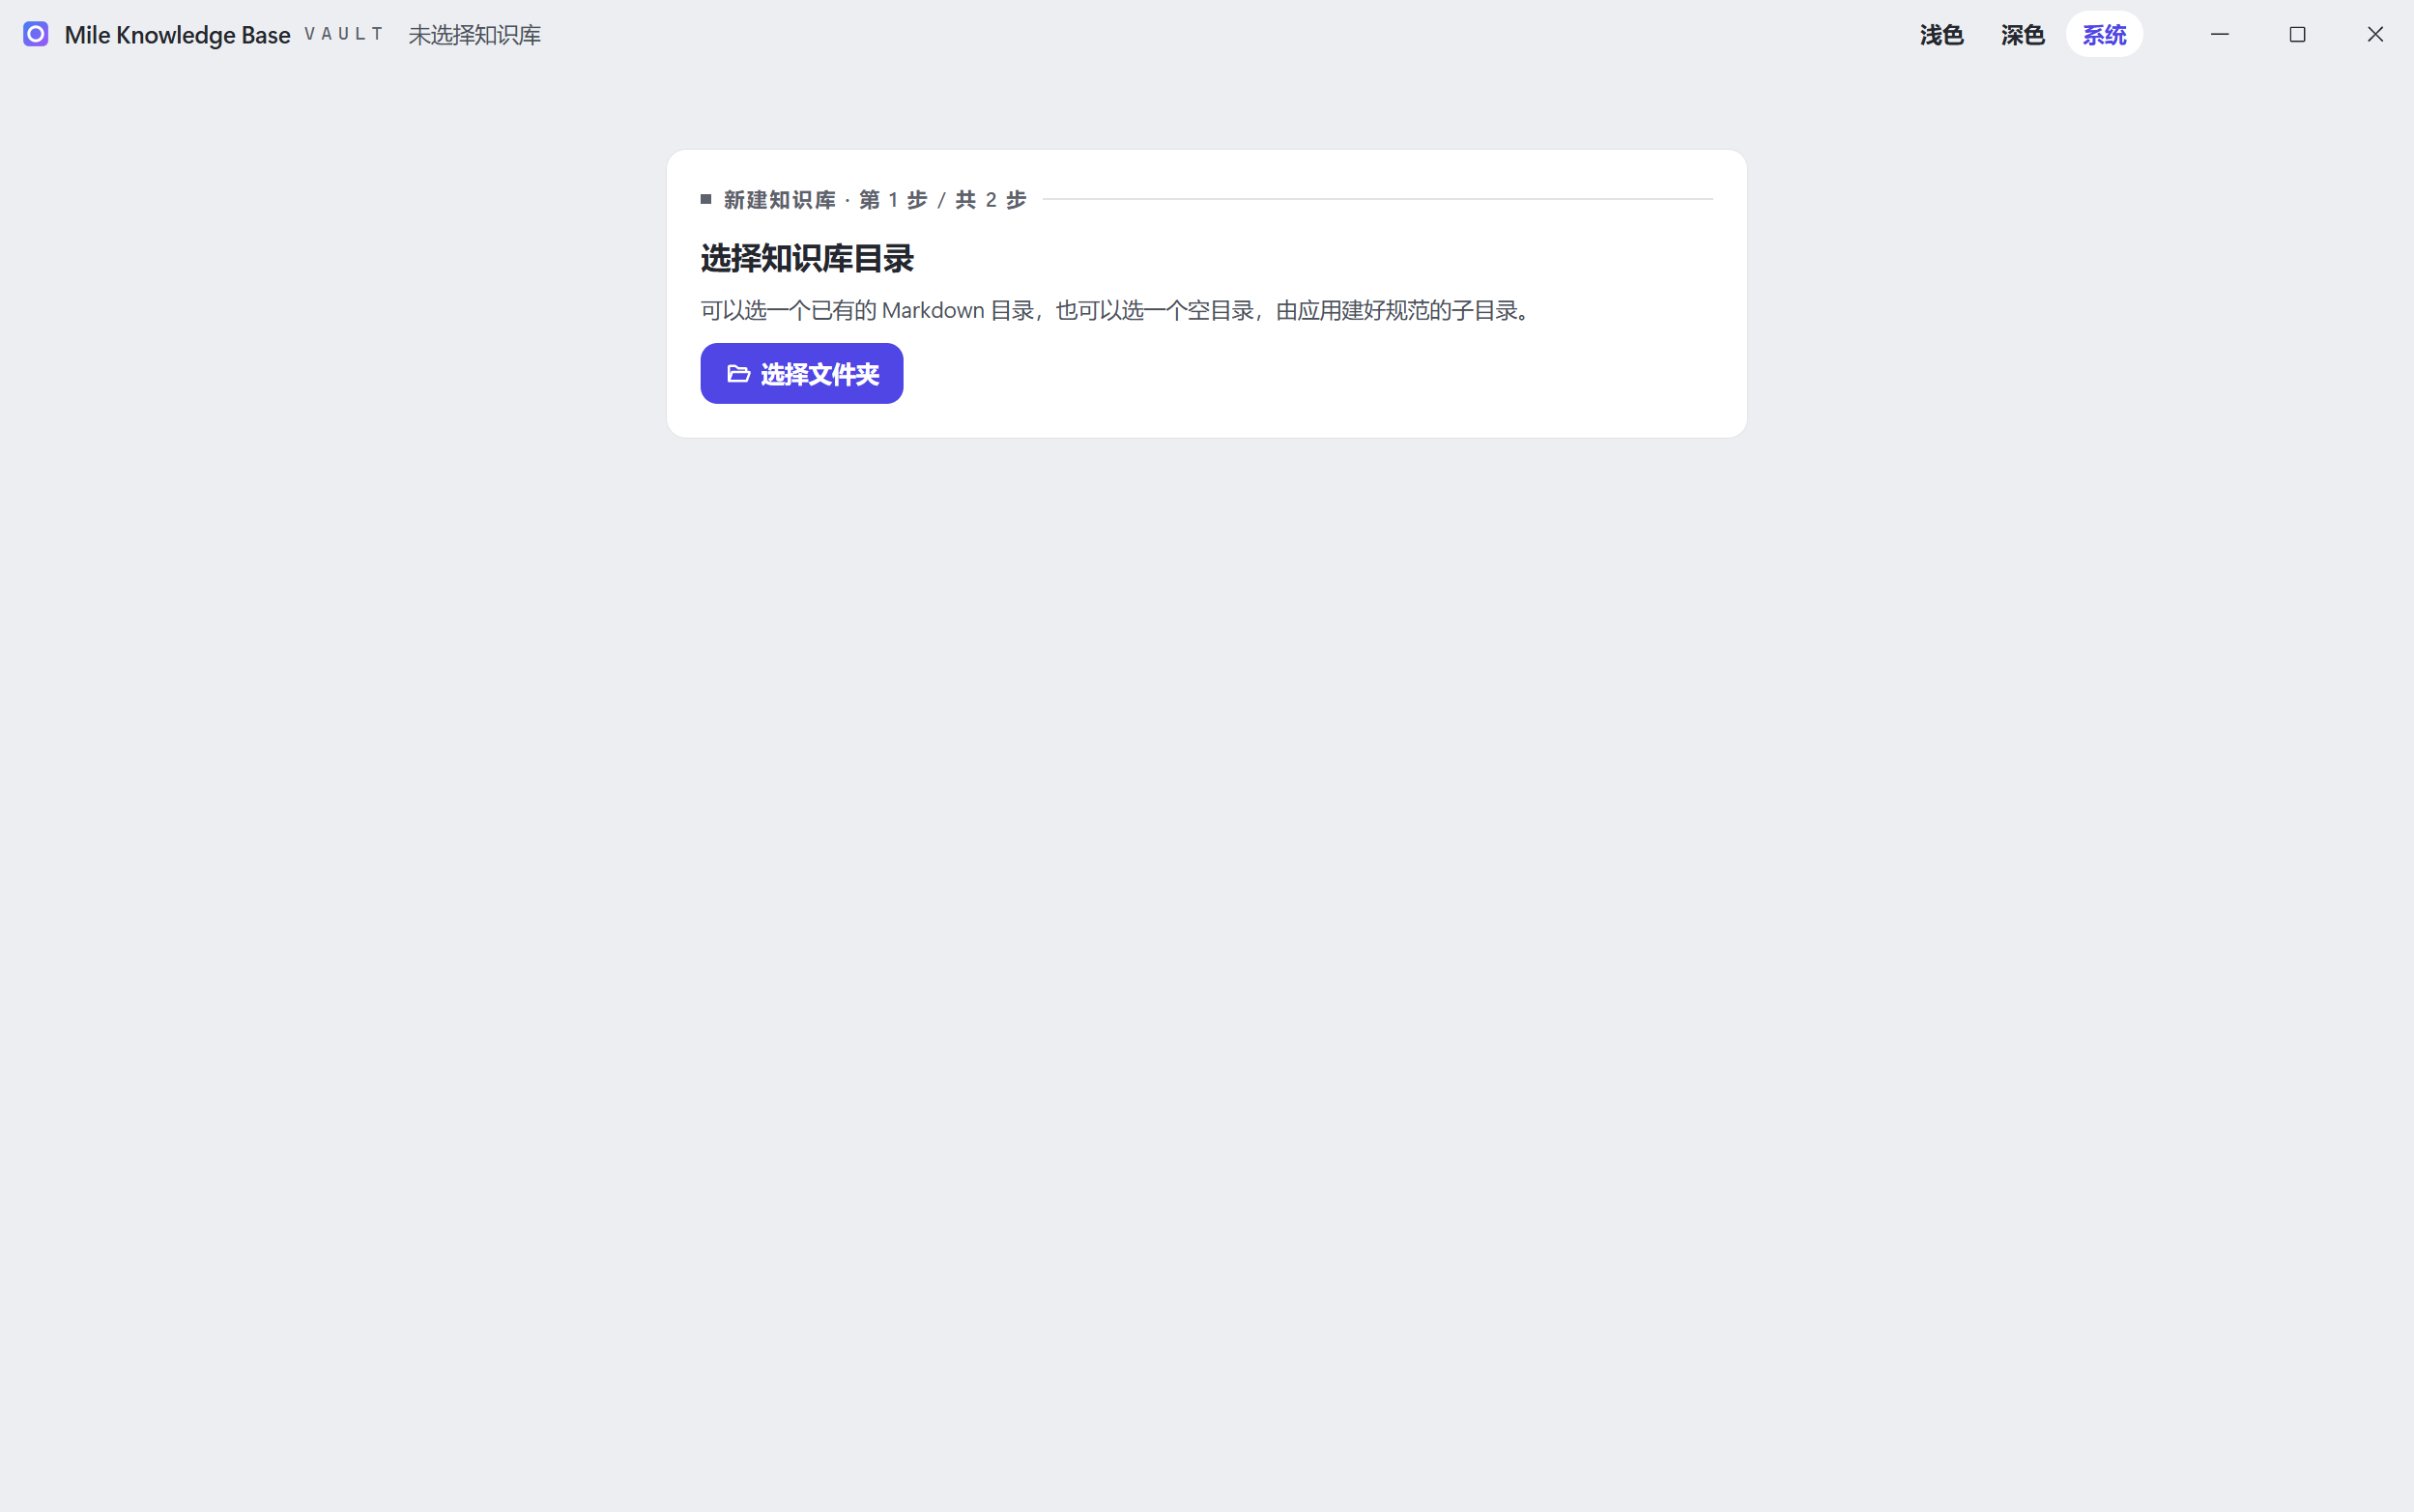 Mile Knowledge Base VAULT 未选择知识库 浅色 深色 系统
新建知识库 · 第 1 步 / 共 2 步
选择知识库目录
可以选一个已有的 Markdown 目录，也可以选一个空目录，由应用建好规范的子目录。
选择文件夹